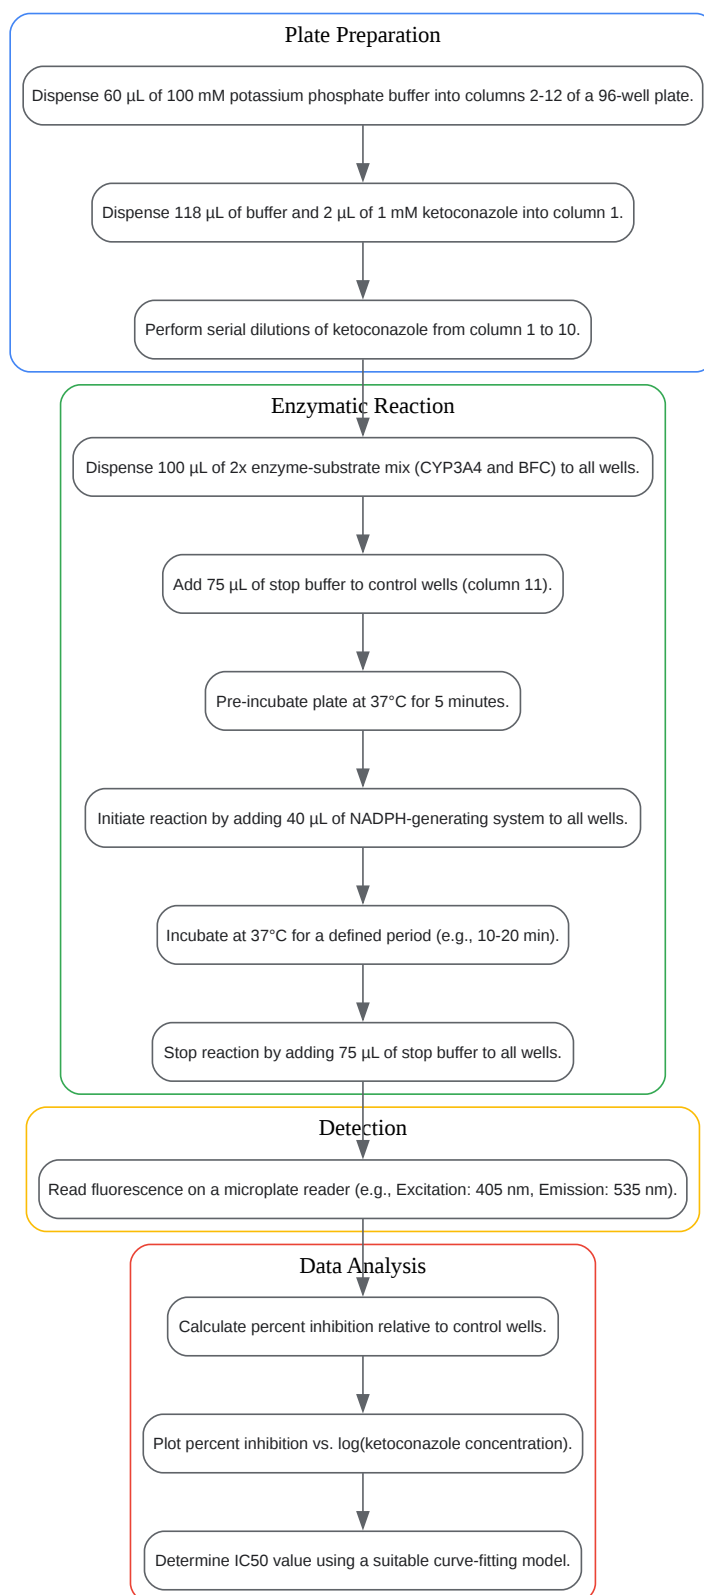 Plate Preparation
Dispense 60 µL of 100 mM potassium phosphate buffer into columns 2-12 of a 96-well plate.
Dispense 118 µL of buffer and 2 µL of 1 mM ketoconazole into column 1.
Perform serial dilutions of ketoconazole from column 1 to 10.
Enzymatic Reaction
Dispense 100 µL of 2x enzyme-substrate mix (CYP3A4 and BFC) to all wells.
Add 75 µL of stop buffer to control wells (column 11).
Pre-incubate plate at 37°C for 5 minutes.
Initiate reaction by adding 40 µL of NADPH-generating system to all wells.
Incubate at 37°C for a defined period (e.g., 10-20 min).
Stop reaction by adding 75 µL of stop buffer to all wells.
Detection
Read fluorescence on a microplate reader (e.g., Excitation: 405 nm, Emission: 535 nm).
Data Analysis
Calculate percent inhibition relative to control wells.
Plot percent inhibition vs. log(ketoconazole concentration).
Determine IC50 value using a suitable curve-fitting model.